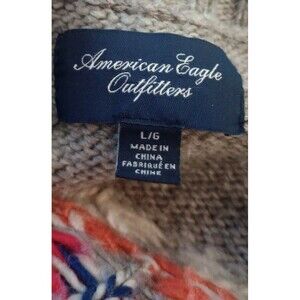 American Eagle
Outfitters
L/G
MADE IN
CHINA
FABRIQUÉ EN
CHINE